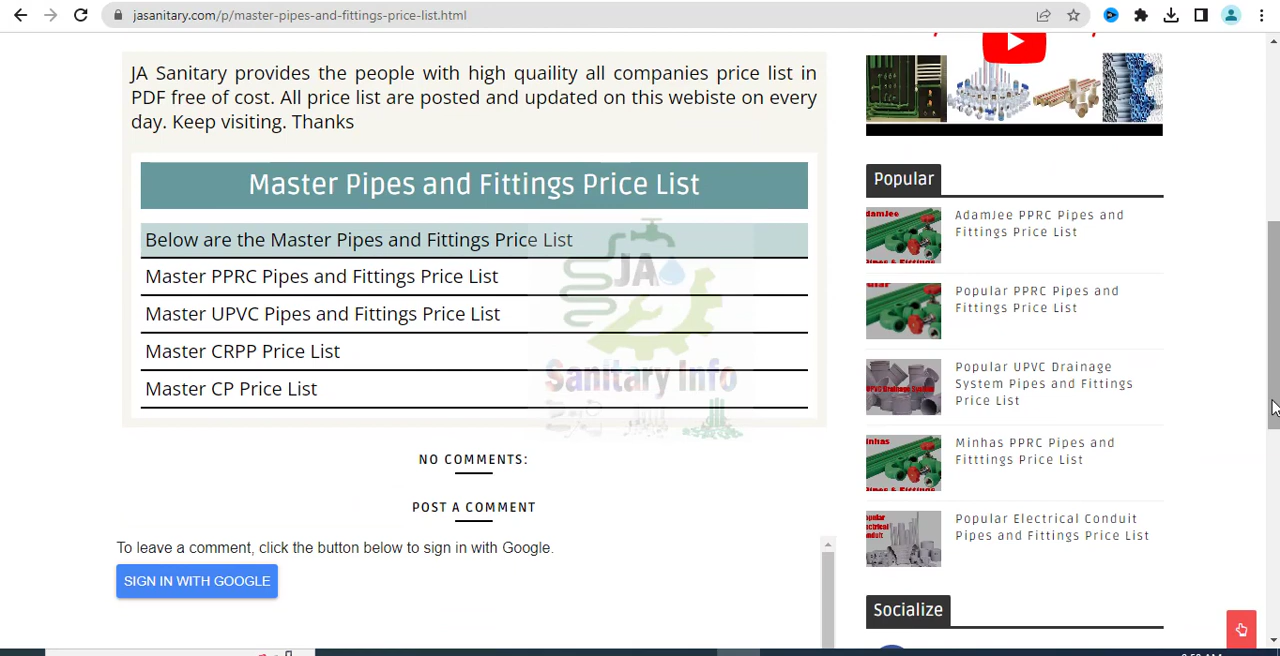 jasanitary.com/p/master-pipes-and-fittings-price-list.html
JA Sanitary provides the people with high quaility all companies price list in
PDF free of cost. All price list are posted and updated on this webiste on every
day. Keep visiting. Thanks
Master Pipes and Fittings Price List
Below are the Master Pipes and Fittings Price List
Master PPRC Pipes and Fittings Price List
Master UPVC Pipes and Fittings Price List
Master CRPP Price List
Master CP Price List
JA
Sanitary Info
NO COMMENTS:
POST A COMMENT
To leave a comment, click the button below to sign in with Google.
SIGN IN WITH GOOGLE
Popular
AdamJee PPRC Pipes and
Fittings Price List
Popular PPRC Pipes and
Fittings Price List
Popular UPVC Drainage
System Pipes and Fittings
Price List
Minhas PPRC Pipes and
Fitttings Price List
Popular Electrical Conduit
Pipes and Fittings Price List
Socialize